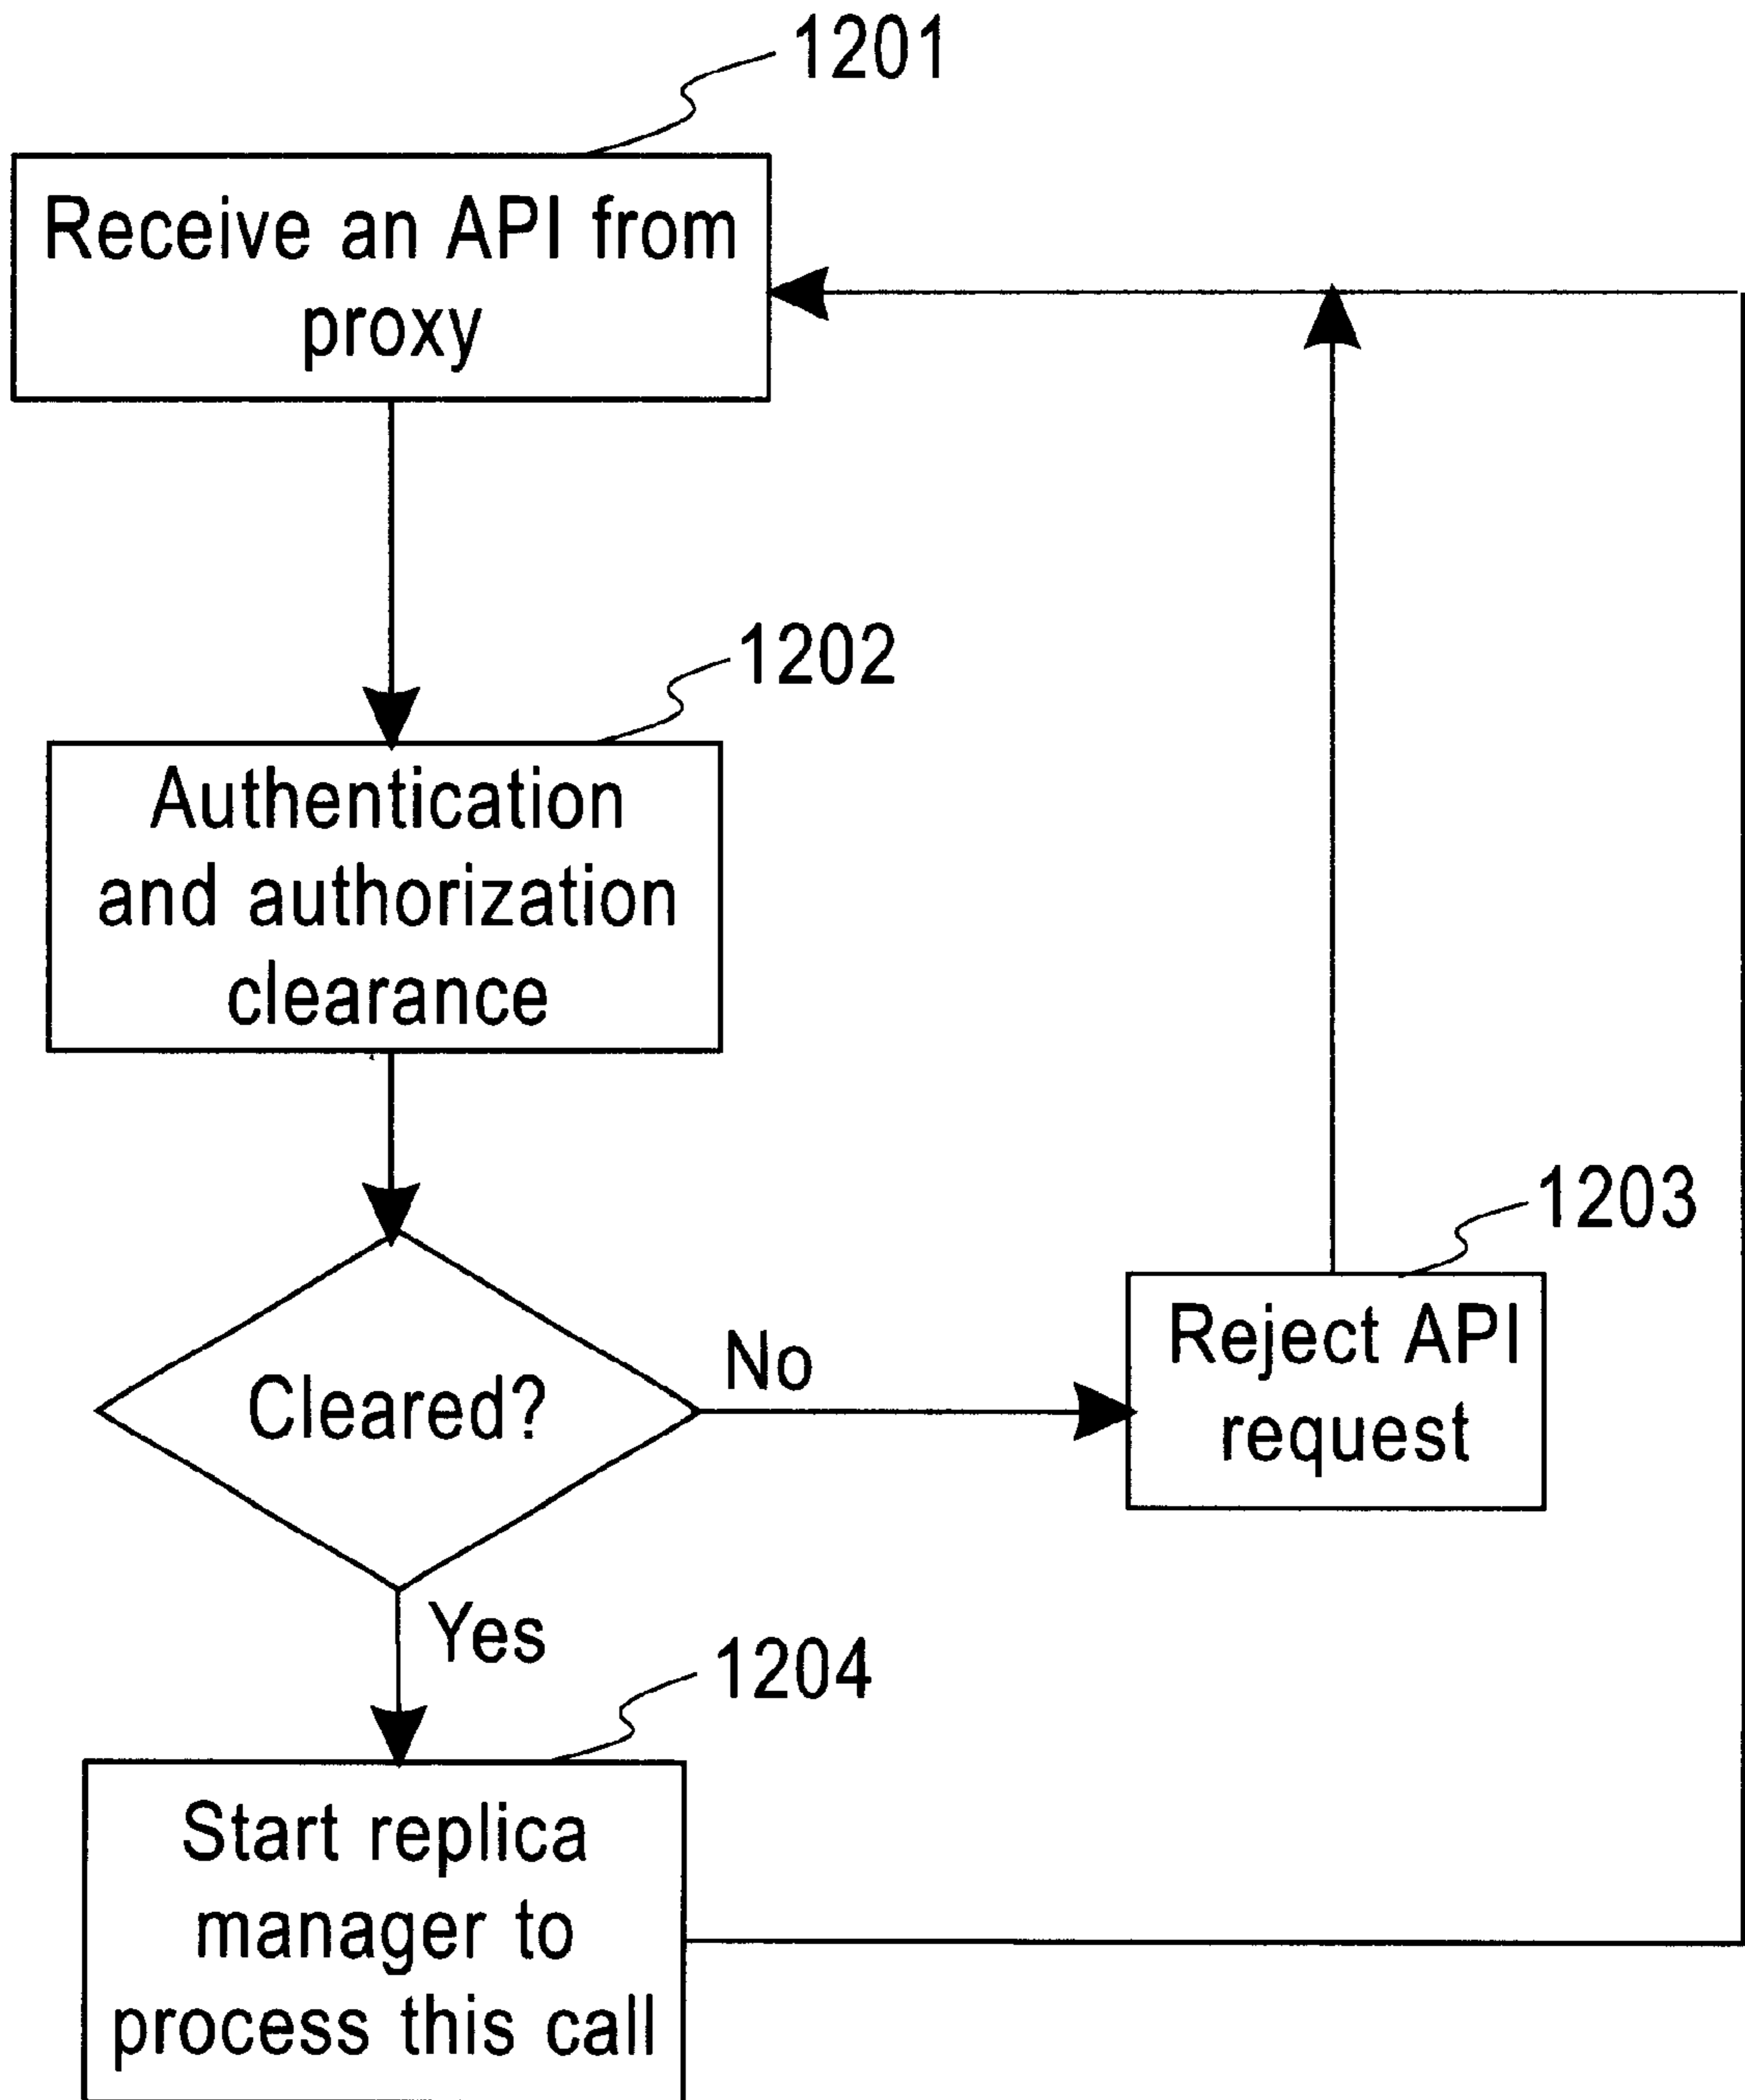 1201
Receive an API from
proxy
1202
Authentication
and authorization
clearance
1203
Cleared?
No
Reject API
request
Yes
1204
Start replica
manager to
process this call